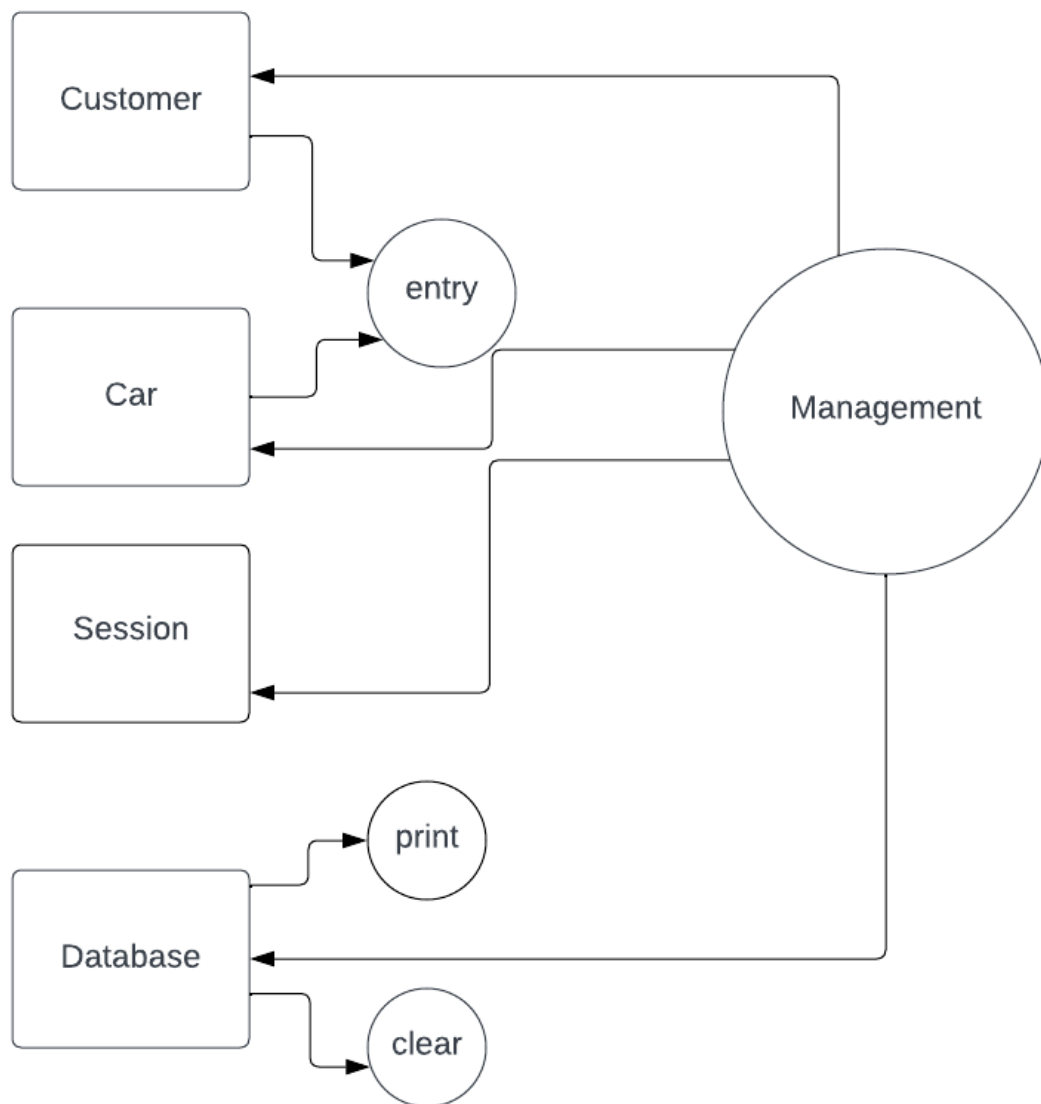 Customer
entry
Car
Management
Session
print
Database
clear